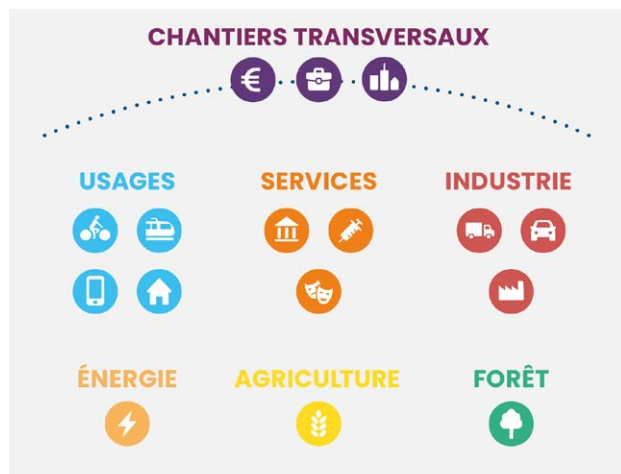 CHANTIERS TRANSVERSAUX
USAGES
SERVICES
INDUSTRIE
ÉNERGIE
AGRICULTURE
FORÊT